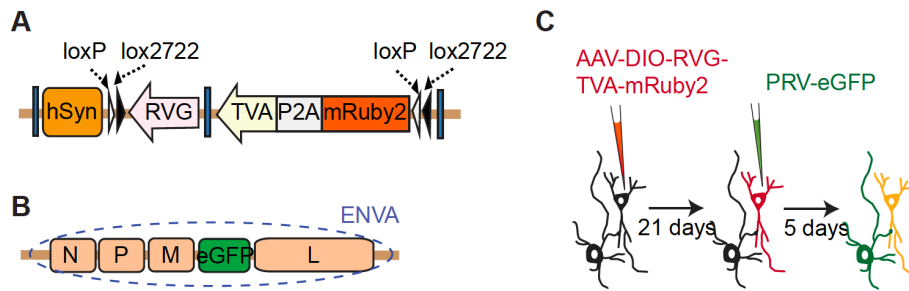 A
loxP lox2722
loxP lox2722
hSyn
RVG
TVA
P2A
mRuby2
B
ENVA
N
P
M
eGFP
L
C
AAV-DIO-RVG-
TVA-mRuby2
PRV-eGFP
21 days
5 days